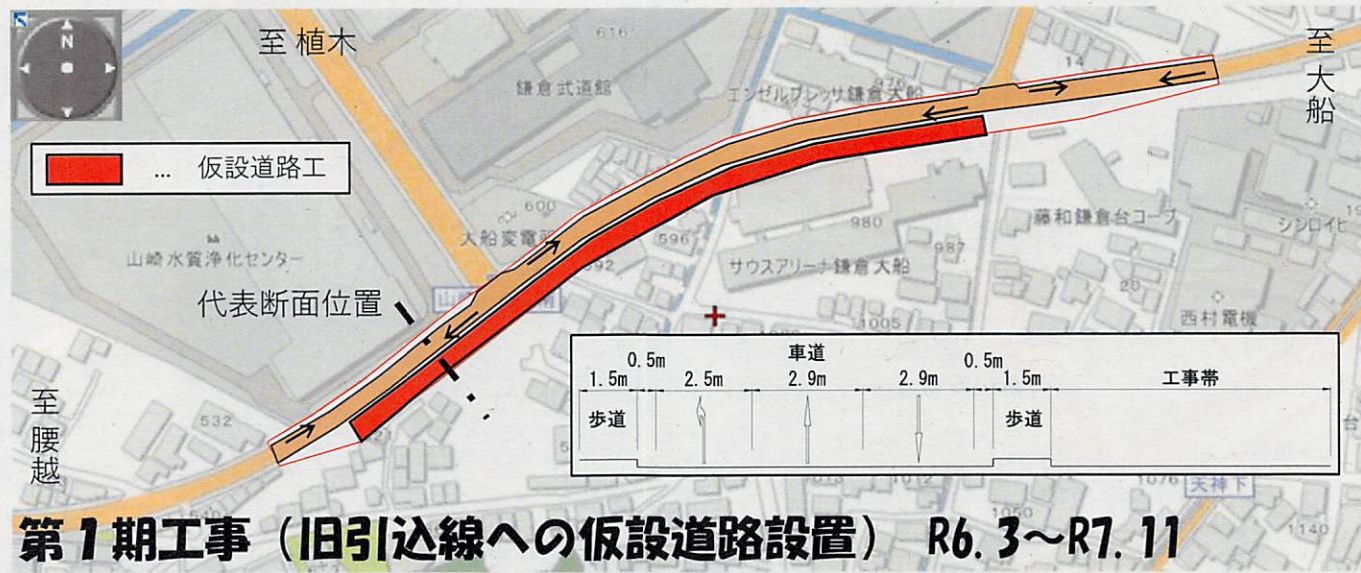 N
至 植木
616
鎌倉武道館
14
976
エンゼルプレッサ鎌倉大船
至大船
... 仮設道路工
600
大船変電
596
592
980
987
サウスアリーナ鎌倉大船
藤和鎌倉台コープ
シンロイヒ
20
西村電機
山崎水質浄化センター
代表断面位置
1005
至腰越
532
車道
0.5m
0.5m
1.5m
2.5m
2.9m
2.9m
1.5m
工事帯
歩道
歩道
1012
1076
天神下
1050
1140
第1期工事（旧引込線への仮設道路設置） R6.3～R7.11